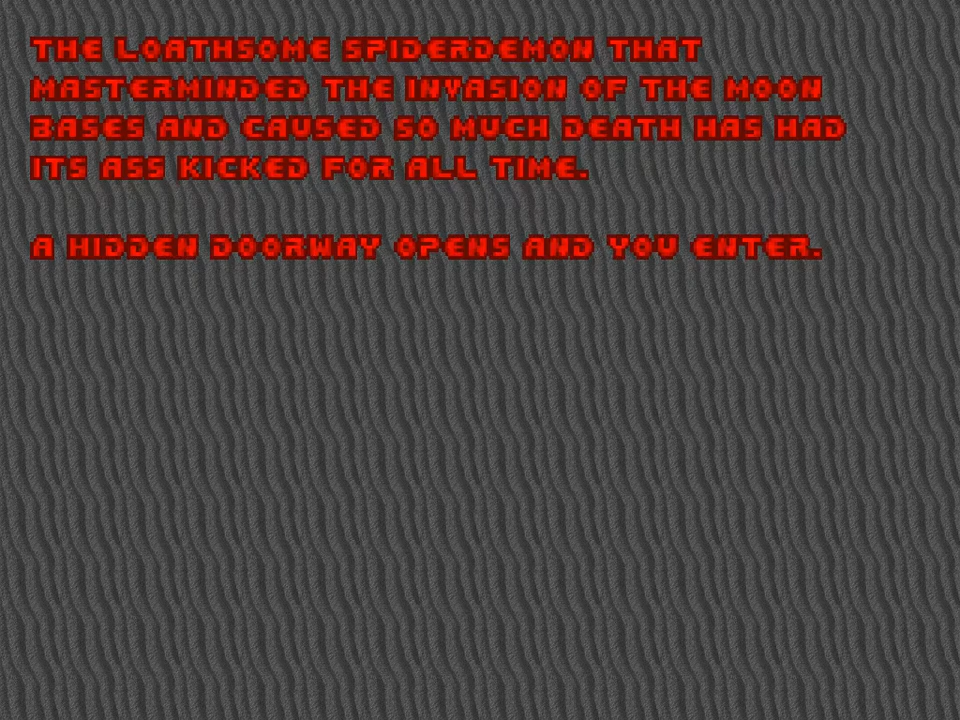 THE LOATHSOME SPIDERDEMON THAT
MASTERMINDED THE INVASION OF THE MOON
BASES AND CAUSED SO MUCH DEATH HAS HAD
ITS ASS KICKED FOR ALL TIME.
A HIDDEN DOORWAY OPENS AND YOU ENTER.